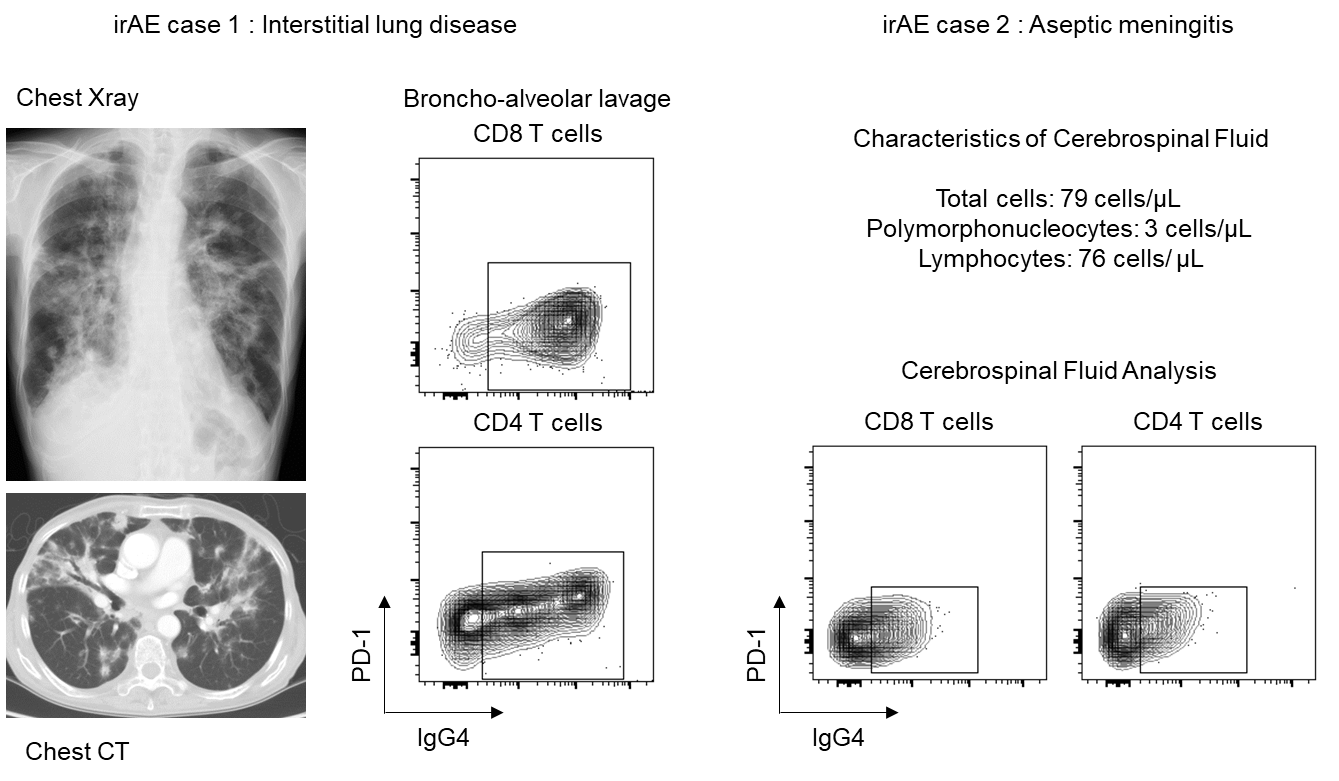 irAE case 1 : Interstitial lung disease
Chest Xray
Chest CT
Broncho-alveolar lavage
CD8 T cells
CD4 T cells
PD-1
IgG4
irAE case 2 : Aseptic meningitis
Characteristics of Cerebrospinal Fluid
Total cells: 79 cells/μL
Polymorphonucleocytes: 3 cells/μL
Lymphocytes: 76 cells/ μL
Cerebrospinal Fluid Analysis
CD8 T cells
CD4 T cells
PD-1
IgG4